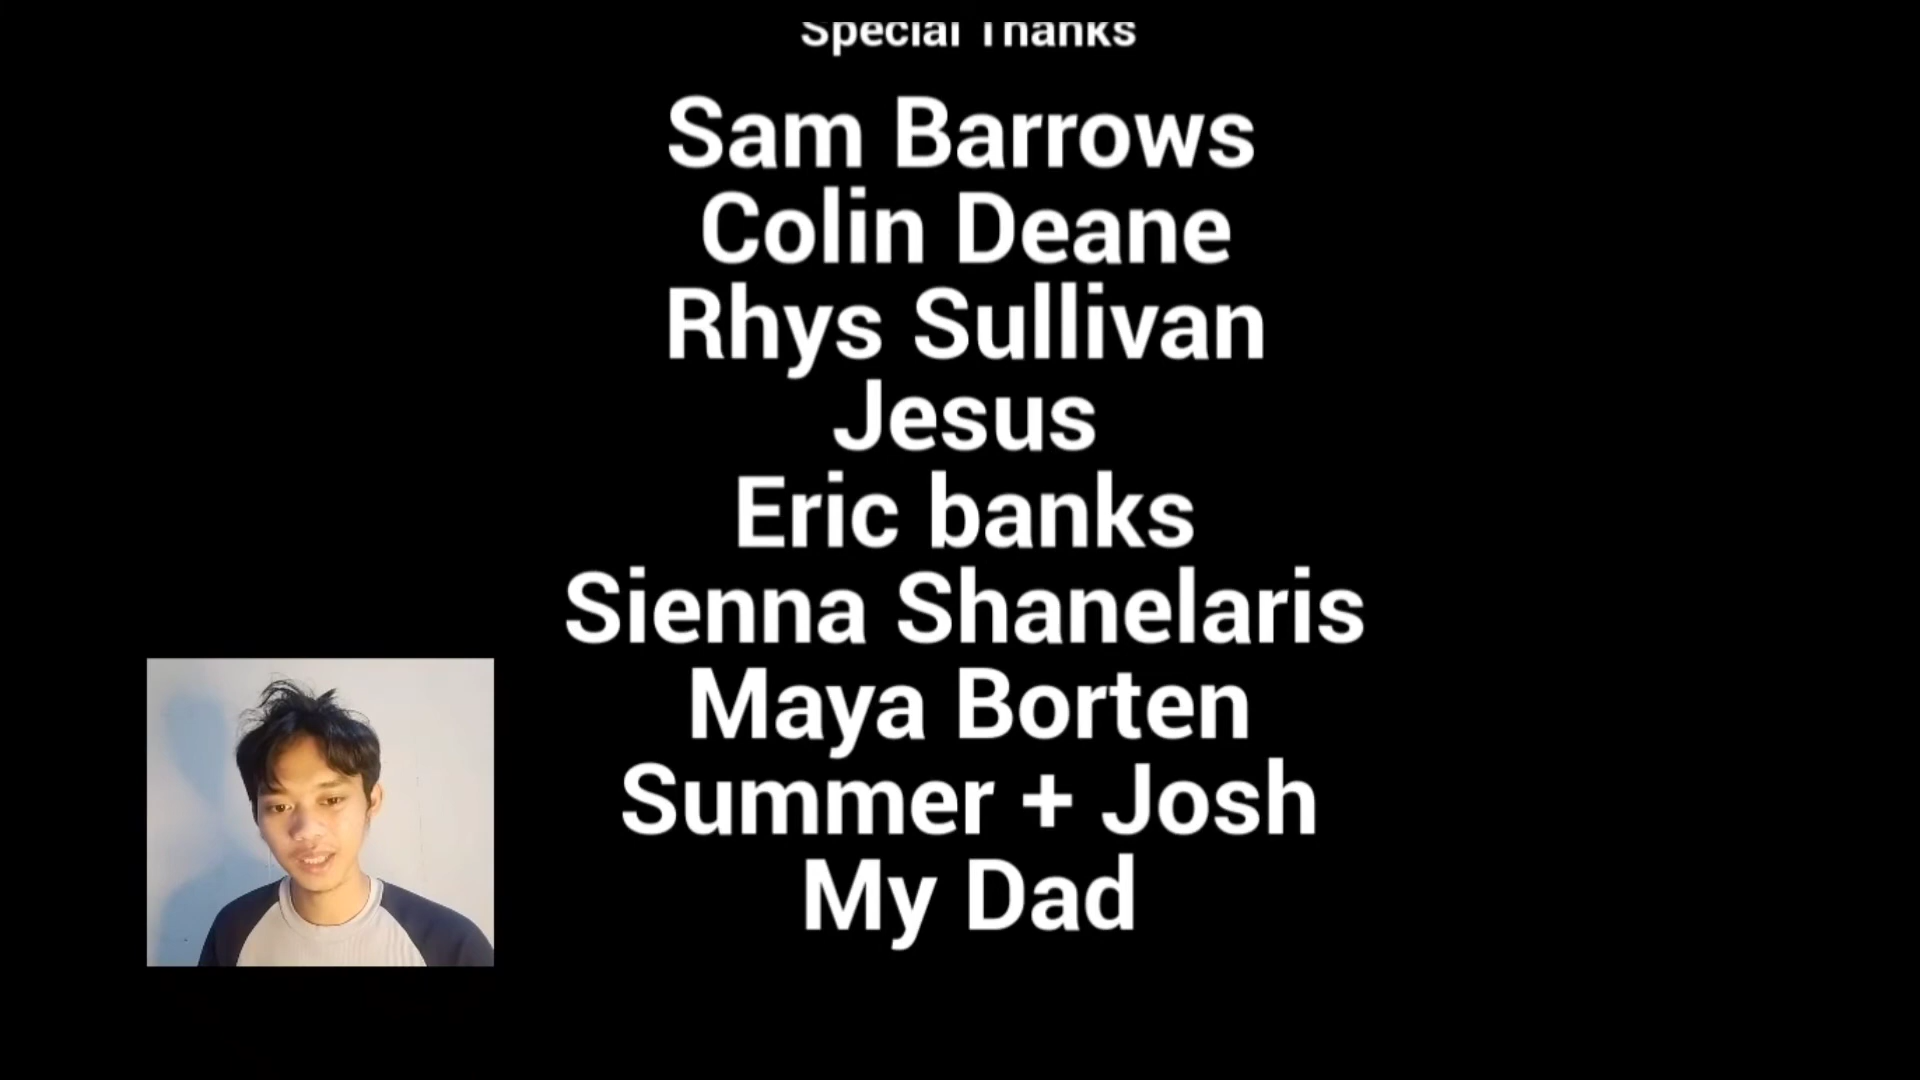 Special Thanks
Sam Barrows
Colin Deane
Rhys Sullivan
Jesus
Eric banks
Sienna Shanelaris
Maya Borten
Summer + Josh
My Dad